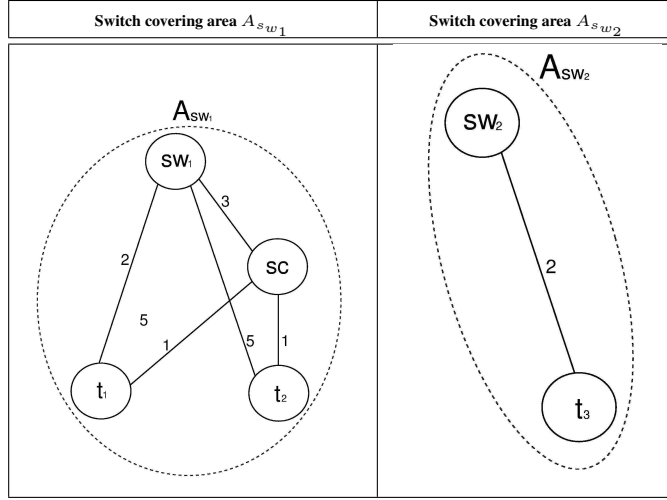 Switch covering area A_{s_{w_1}}
Switch covering area A_{s_{w_2}}
A_{SW_1}
SW_1
3
2
SC
5
1
5
1
t_1
t_2
A_{SW_2}
SW_2
2
t_3